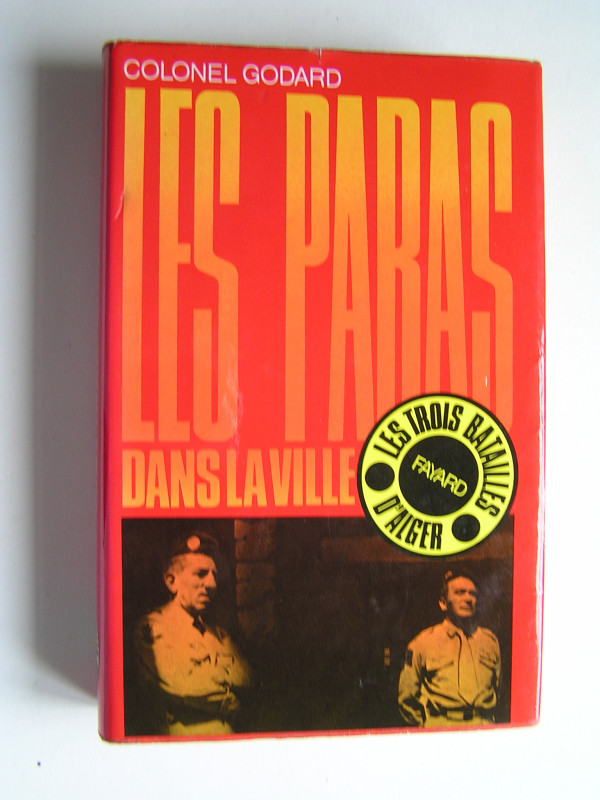 COLONEL GODARD
LES PARAS
DANS LA VILLE
LES TROIS BATAILLES
D'ALGER
FAYARD